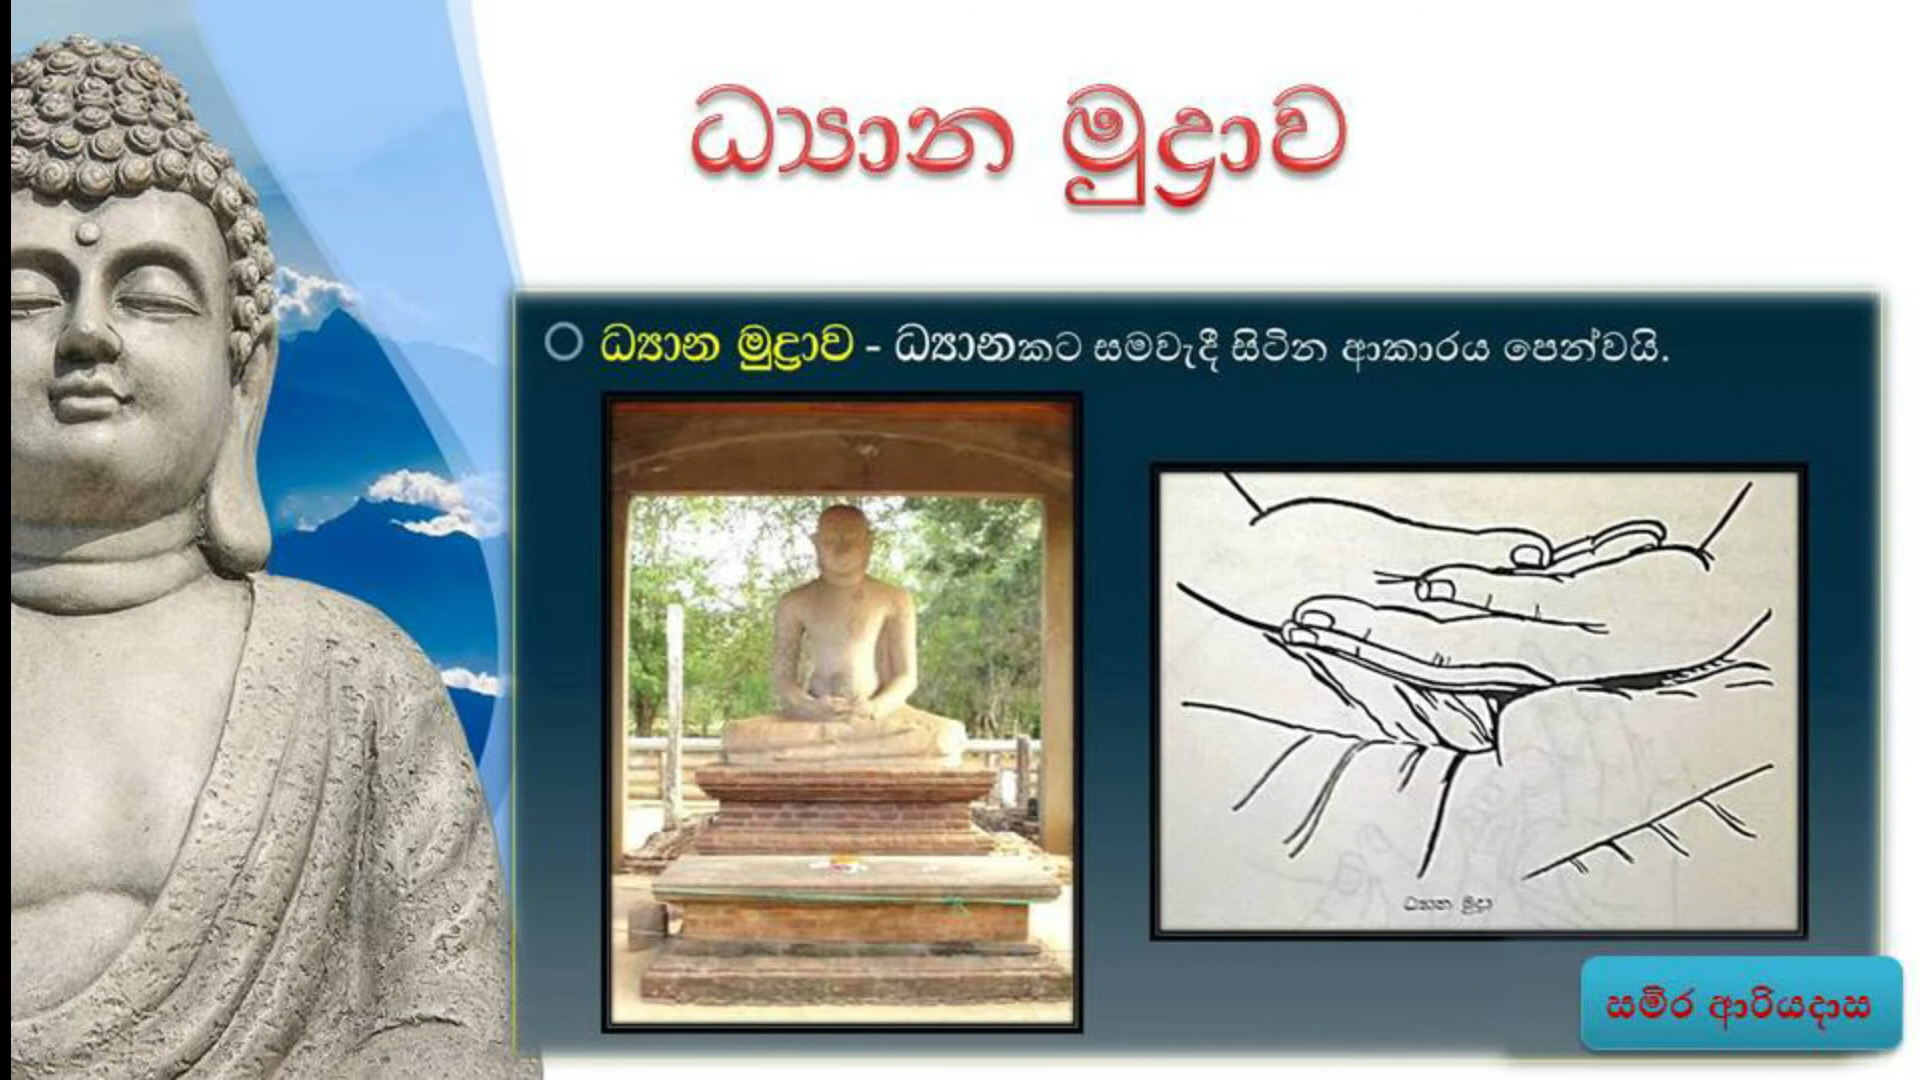 ධ්‍යාන මුද්‍රාව
ධ්‍යාන මුද්‍රාව - ධ්‍යානකට සමවැදී සිටින ආකාරය පෙන්වයි.
ධ්‍යාන මුද්‍රා
සමිර ආරියදාස